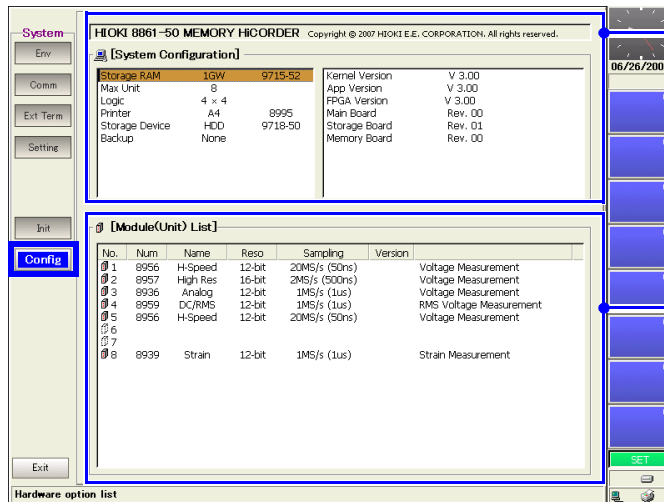 System
Env
Comm
Ext Term
Setting
Init
Config
Exit
HIOKI 8861-50 MEMORY HiCORDER Copyright © 2007 HIOKI E.E. CORPORATION. All rights reserved.
[System Configuration]
Storage RAM 1GW 9715-52
Max Unit 8
Logic 4 × 4
Printer A4 8995
Storage Device HDD 9718-50
Backup None
Kernel Version V 3.00
App Version V 3.00
FPGA Version V 3.00
Main Board Rev. 00
Storage Board Rev. 01
Memory Board Rev. 00
[Module(Unit) List]
No. Num Name Reso Sampling Version
1 8956 H-Speed 12-bit 20MS/s (50ns) Voltage Measurement
2 8957 High Res 16-bit 2MS/s (500ns) Voltage Measurement
3 8936 Analog 12-bit 1MS/s (1us) Voltage Measurement
4 8959 DC/RMS 12-bit 1MS/s (1us) RMS Voltage Measurement
5 8956 H-Speed 12-bit 20MS/s (50ns) Voltage Measurement
6
7
8 8939 Strain 12-bit 1MS/s (1us) Strain Measurement
06/26/200
SET
Hardware option list